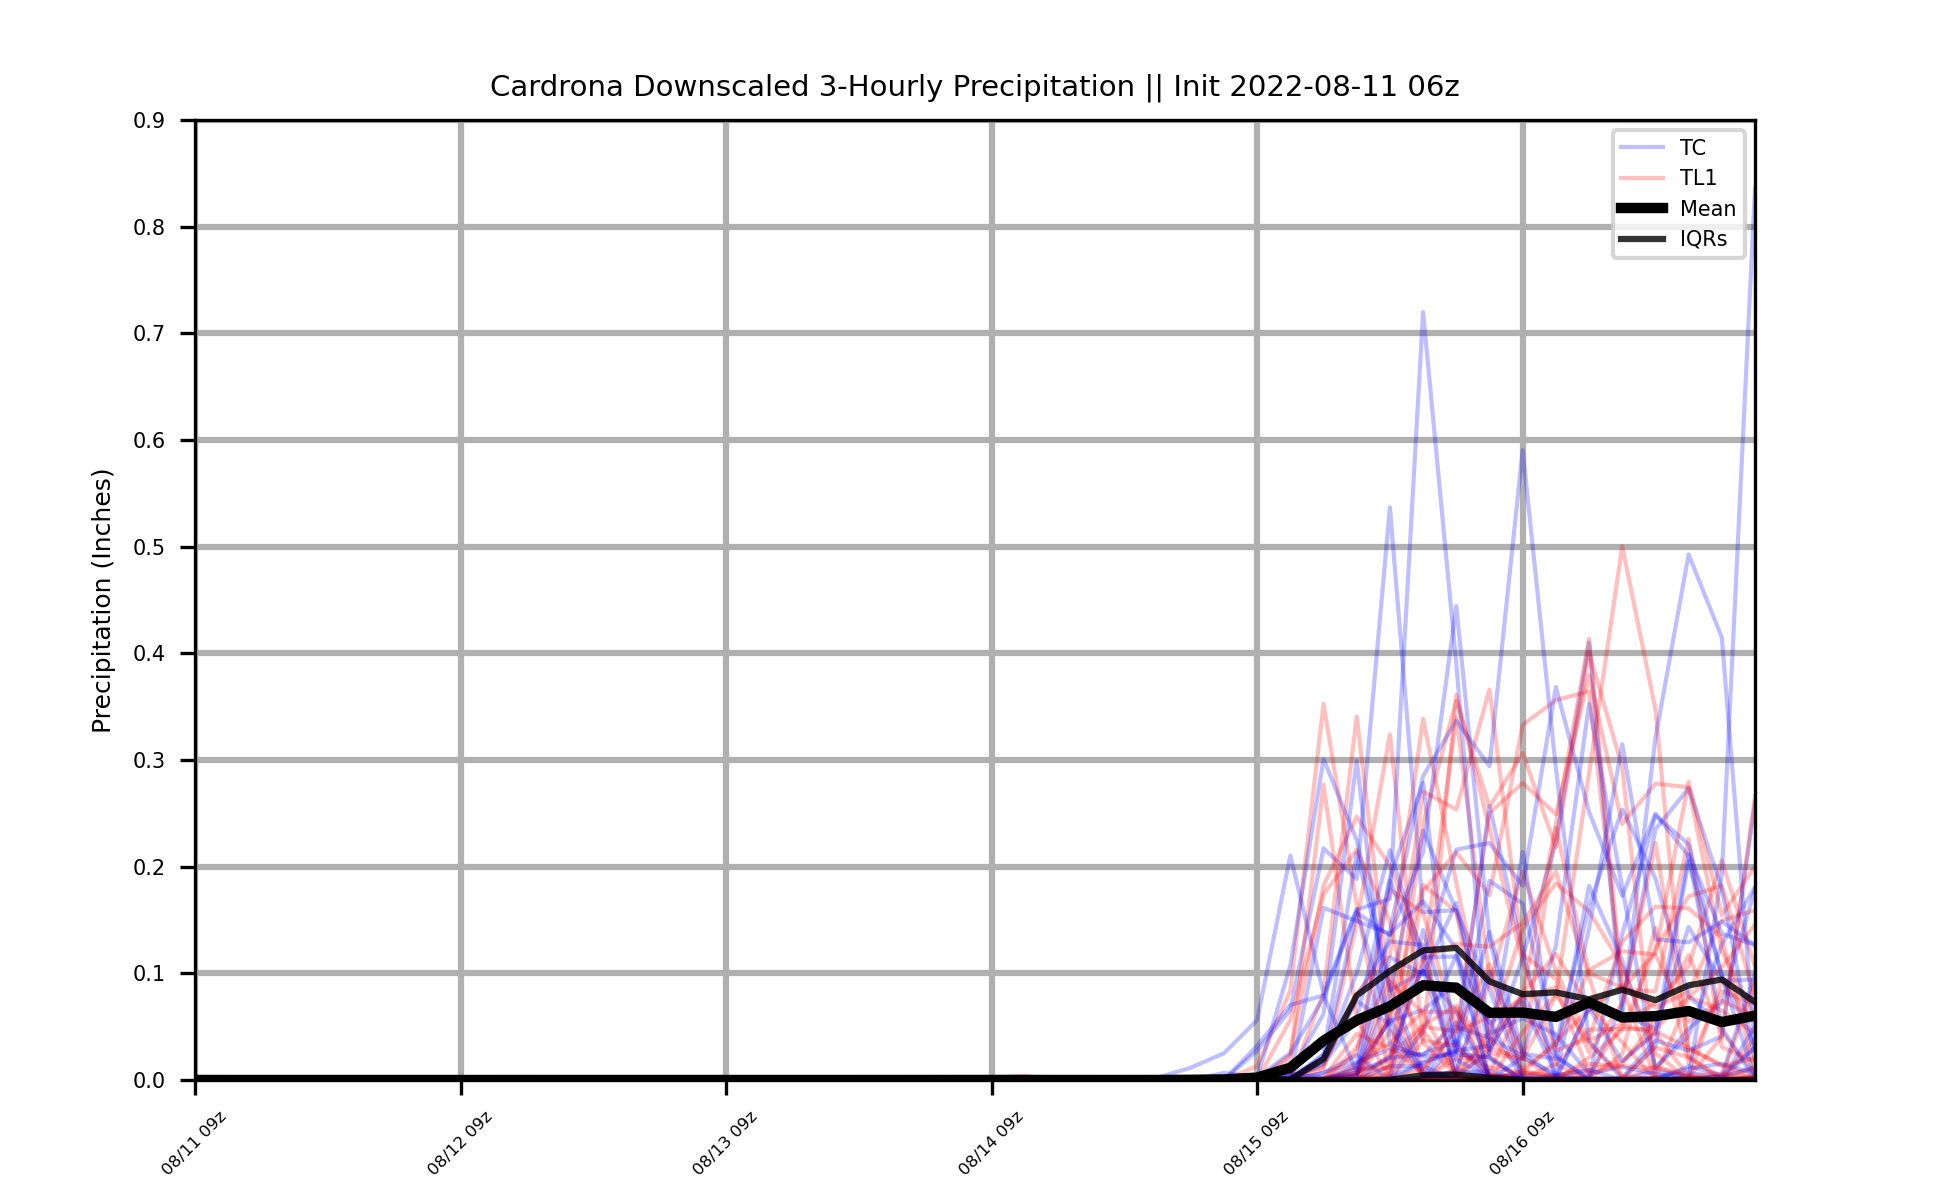 Cardrona Downscaled 3-Hourly Precipitation || Init 2022-08-11 06z
TC
TL1
Mean
IQRs
Precipitation (Inches)
0.9
0.8
0.7
0.6
0.5
0.4
0.3
0.2
0.1
0.0
08/11 09z
08/12 09z
08/13 09z
08/14 09z
08/15 09z
08/16 09z